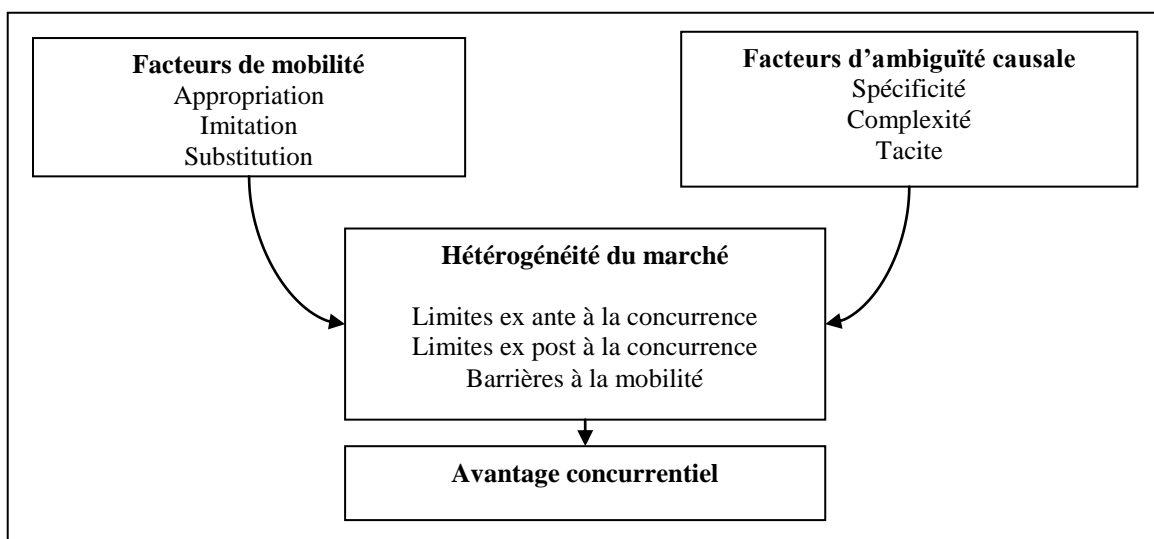 Facteurs de mobilité
Appropriation
Imitation
Substitution
Facteurs d'ambiguïté causale
Spécificité
Complexité
Tacite
Hétérogénéité du marché
Limites ex ante à la concurrence
Limites ex post à la concurrence
Barrières à la mobilité
Avantage concurrentiel